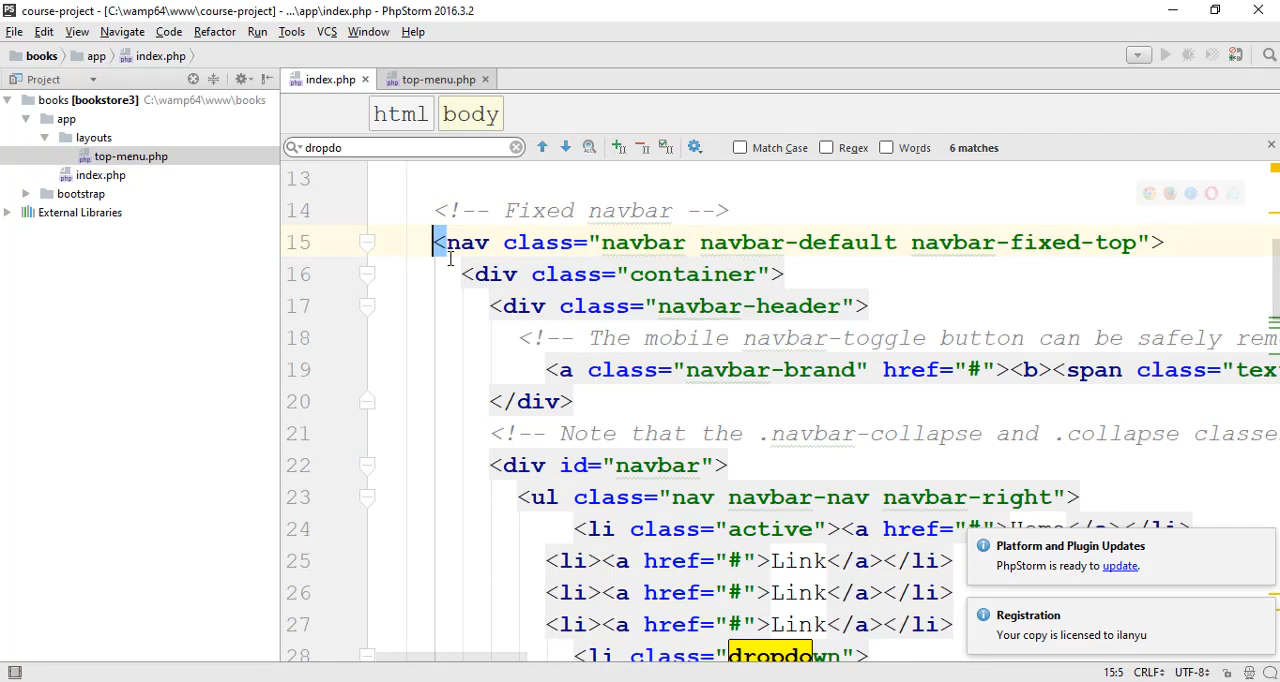 course-project - [C:\wamp64\www\course-project] - ...\app\index.php - PhpStorm 2016.3.2
File Edit View Navigate Code Refactor Run Tools VCS Window Help
books app index.php
Project
index.php top-menu.php
books [bookstore3] C:\wamp64\www\books
app
layouts
top-menu.php
index.php
bootstrap
External Libraries
html body
dropdo Match Case Regex Words 6 matches
13
14 <!-- Fixed navbar -->
15 <nav class="navbar navbar-default navbar-fixed-top">
16 <div class="container">
17 <div class="navbar-header">
18 <!-- The mobile navbar-toggle button can be safely remo
19 <a class="navbar-brand" href="#"><b><span class="tex
20 </div>
21 <!-- Note that the .navbar-collapse and .collapse classe
22 <div id="navbar">
23 <ul class="nav navbar-nav navbar-right">
24 <li class="active"><a href="#">Home</a></li>
25 <li><a href="#">Link</a></li>
26 <li><a href="#">Link</a></li>
27 <li><a href="#">Link</a></li>
28 <li class="dropdown">
Platform and Plugin Updates
PhpStorm is ready to update.
Registration
Your copy is licensed to ilanyu
15:5 CRLF UTF-8